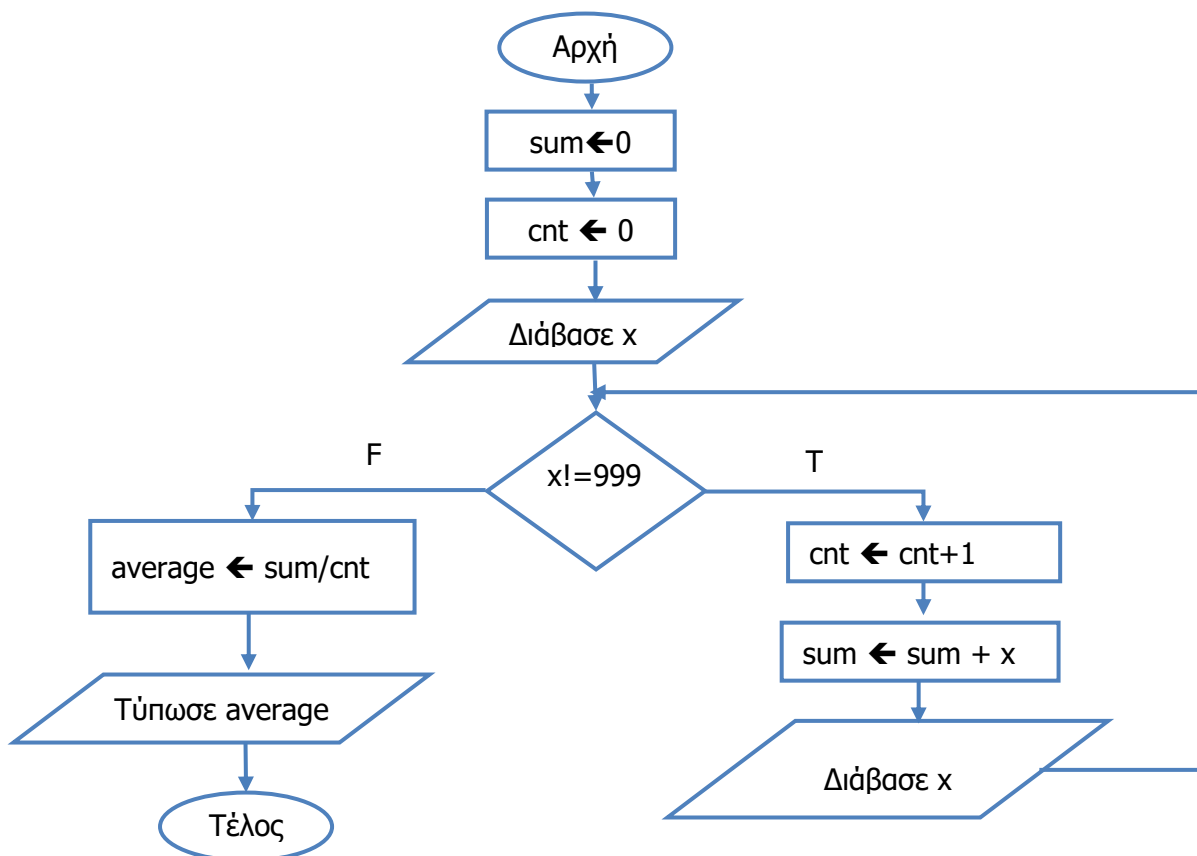 Αρχή
sum🡸0
cnt 🡸 0
Διάβασε x
F
x!=999
T
average 🡸 sum/cnt
cnt 🡸 cnt+1
sum 🡸 sum + x
Τύπωσε average
Διάβασε x
Τέλος